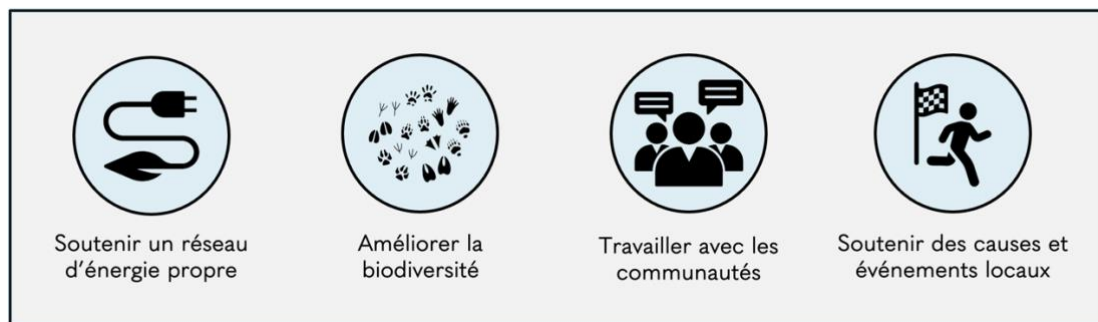 Soutenir un réseau
d'énergie propre
Améliorer la
biodiversité
Travailler avec les
communautés
Soutenir des causes et
événements locaux